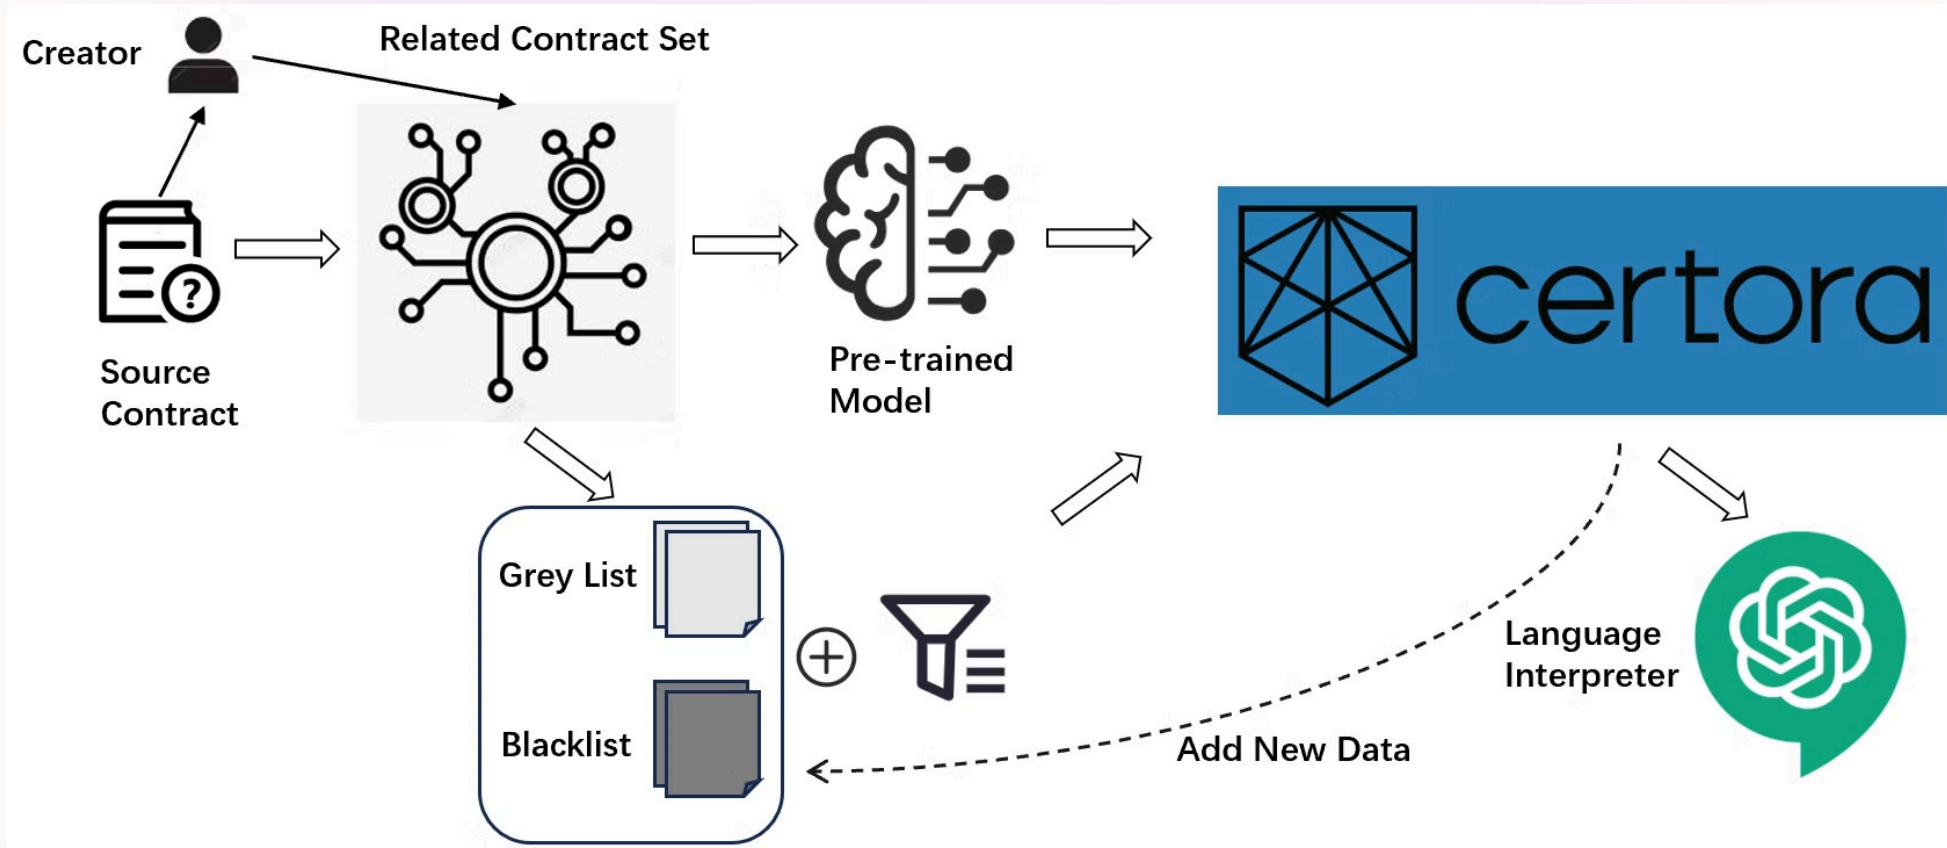 Creator
Related Contract Set
?
Source
Contract
Pre-trained
Model
certora
Grey List
Blacklist
Language
Interpreter
Add New Data